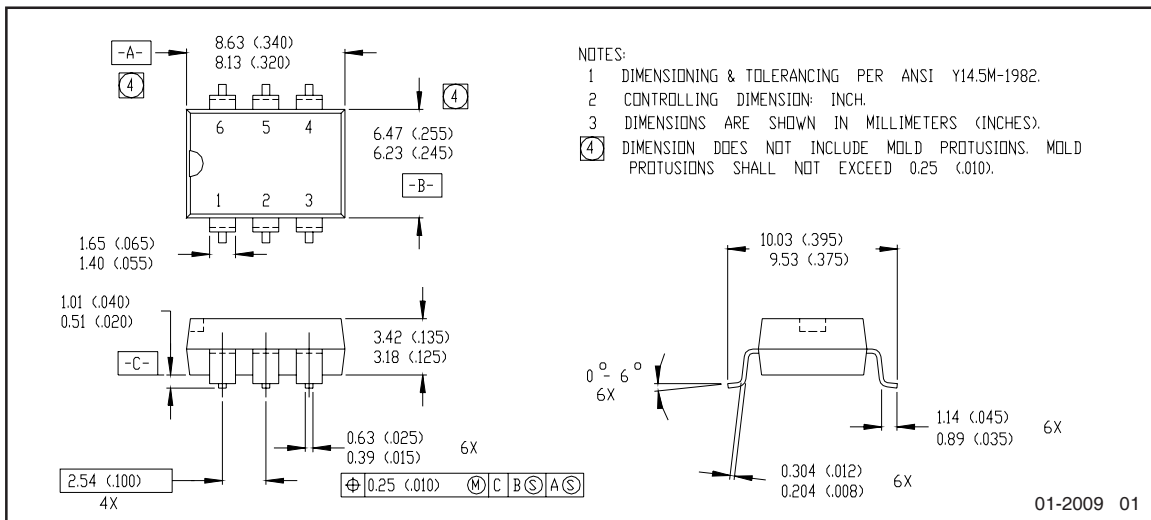 -A-
8.63 (.340)
8.13 (.320)
4
4
6 5 4
1 2 3
6.47 (.255)
6.23 (.245)
-B-
1.65 (.065)
1.40 (.055)
NOTES:
1 DIMENSIONING & TOLERANCING PER ANSI Y14.5M-1982.
2 CONTROLLING DIMENSION: INCH.
3 DIMENSIONS ARE SHOWN IN MILLIMETERS (INCHES).
4 DIMENSION DOES NOT INCLUDE MOLD PROTUSIONS. MOLD
PROTUSIONS SHALL NOT EXCEED 0.25 (.010).
1.01 (.040)
0.51 (.020)
-C-
3.42 (.135)
3.18 (.125)
0.63 (.025)
0.39 (.015)
6X
2.54 (.100)
4X
⌖ 0.25 (.010) Ⓜ C B Ⓢ A Ⓢ
10.03 (.395)
9.53 (.375)
0° - 6°
6X
1.14 (.045)
0.89 (.035)
6X
0.304 (.012)
0.204 (.008)
6X
01-2009 01